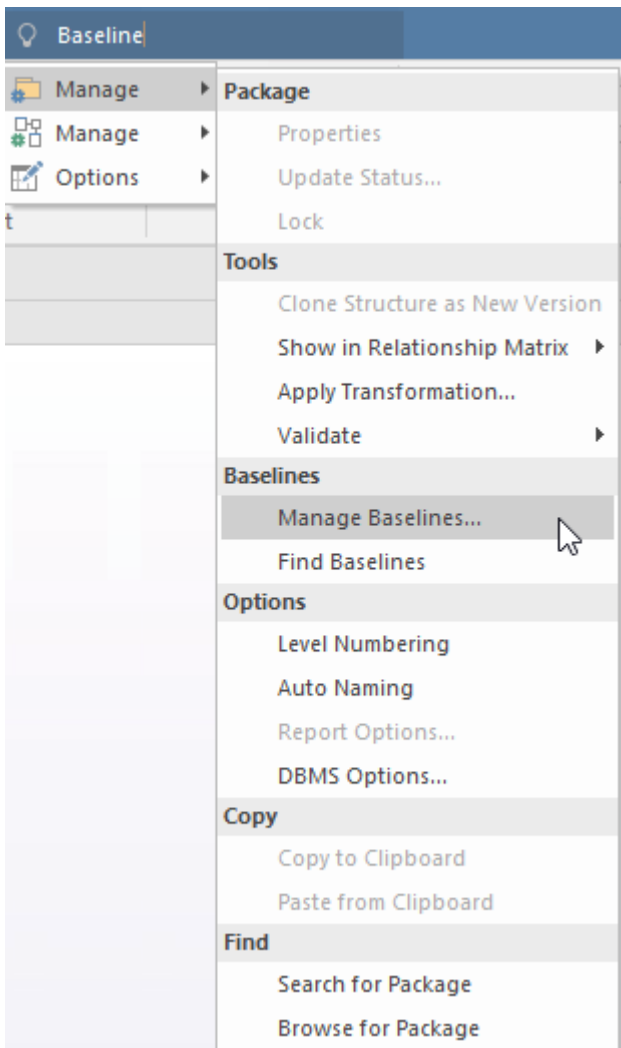 Baseline
Manage
Manage
Options
t
Package
Properties
Update Status...
Lock
Tools
Clone Structure as New Version
Show in Relationship Matrix
Apply Transformation...
Validate
Baselines
Manage Baselines...
Find Baselines
Options
Level Numbering
Auto Naming
Report Options...
DBMS Options...
Copy
Copy to Clipboard
Paste from Clipboard
Find
Search for Package
Browse for Package